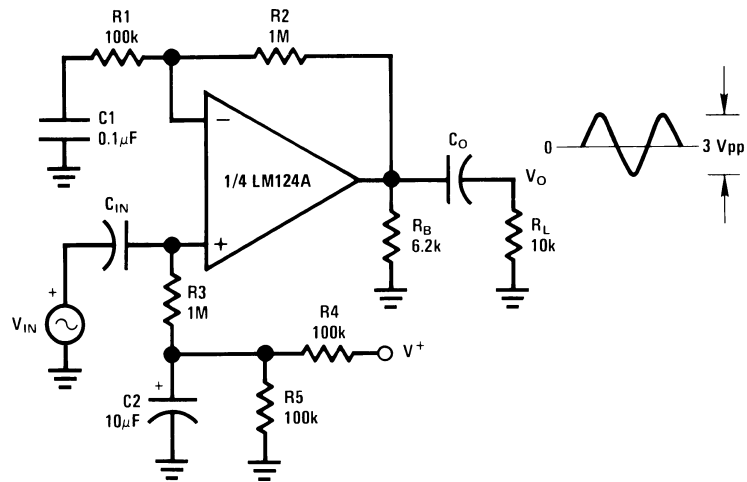 R1
100k
R2
1M
C1
0.1μF
−
1/4 LM124A
+
CO
VO
0
3 Vpp
RB
6.2k
RL
10k
CIN
+
VIN
R3
1M
R4
100k
V+
+
C2
10μF
R5
100k